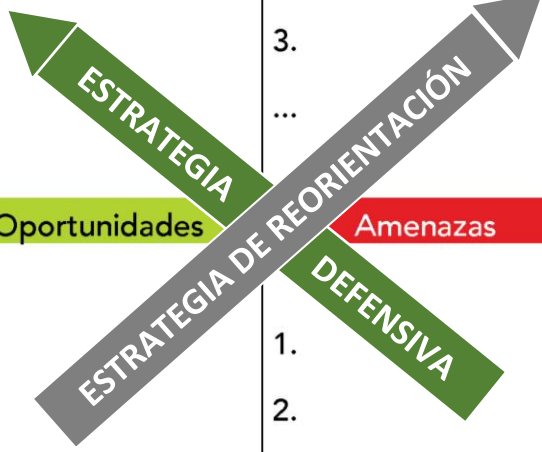 3.
...
ESTRATEGIA
ESTRATEGIA DE REORIENTACIÓN
Oportunidades
Amenazas
DEFENSIVA
1.
2.